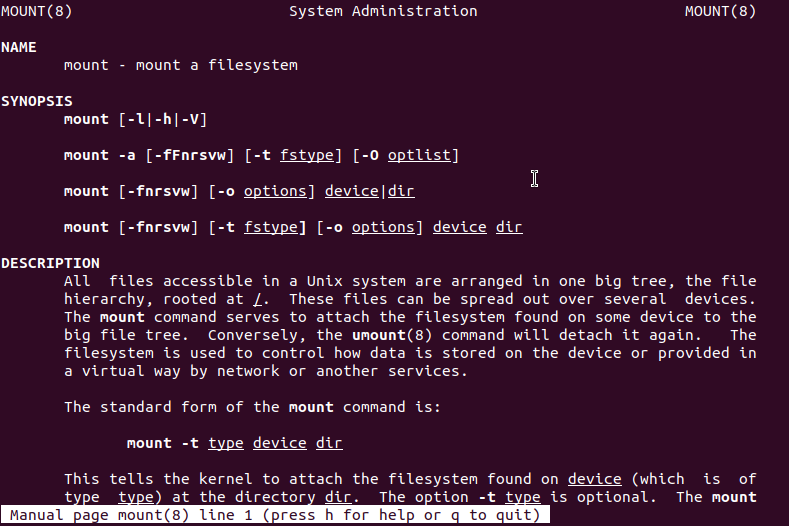 MOUNT(8) System Administration MOUNT(8)
NAME
mount - mount a filesystem
SYNOPSIS
mount [-l|-h|-V]
mount -a [-fFnrsvw] [-t fstype] [-O optlist]
mount [-fnrsvw] [-o options] device|dir
mount [-fnrsvw] [-t fstype] [-o options] device dir
DESCRIPTION
All files accessible in a Unix system are arranged in one big tree, the file
hierarchy, rooted at /. These files can be spread out over several devices.
The mount command serves to attach the filesystem found on some device to the
big file tree. Conversely, the umount(8) command will detach it again. The
filesystem is used to control how data is stored on the device or provided in
a virtual way by network or another services.
The standard form of the mount command is:
mount -t type device dir
This tells the kernel to attach the filesystem found on device (which is of
type type) at the directory dir. The option -t type is optional. The mount
Manual page mount(8) line 1 (press h for help or q to quit)